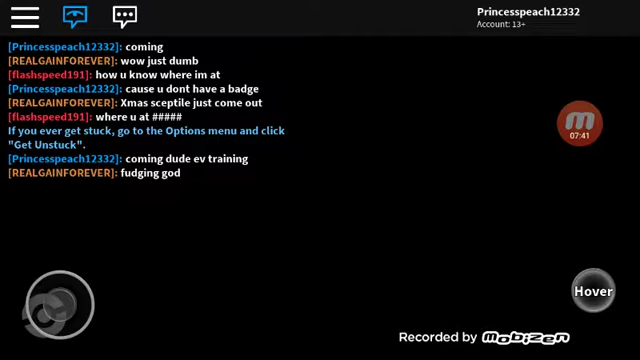 Princesspeach12332
Account: 13+
[Princesspeach12332]: coming
[REALGAINFOREVER]: wow just dumb
[flashspeed191]: how u know where im at
[Princesspeach12332]: cause u dont have a badge
[REALGAINFOREVER]: Xmas sceptile just come out
[flashspeed191]: where u at #####
If you ever get stuck, go to the Options menu and click
"Get Unstuck".
[Princesspeach12332]: coming dude ev training
[REALGAINFOREVER]: fudging god
07:41
Hover
Recorded by mobizen